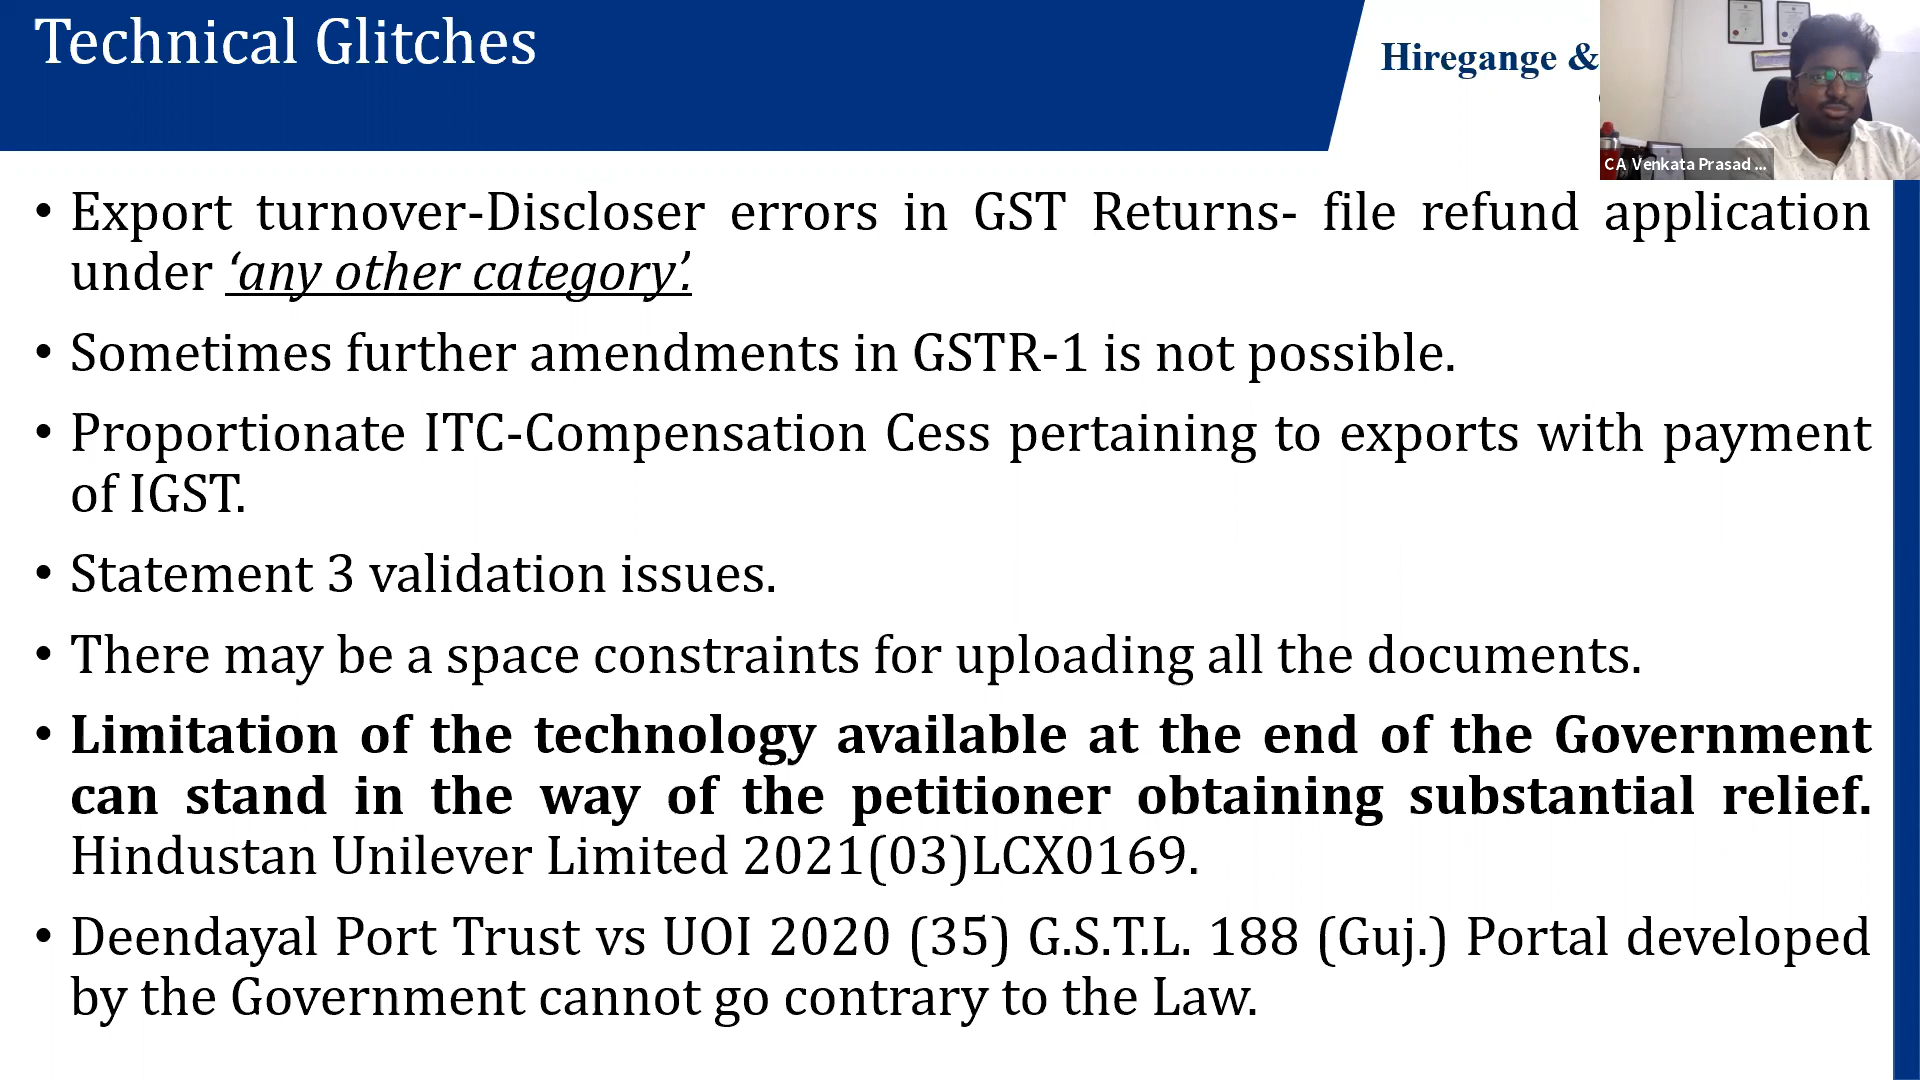 Technical Glitches
Hiregange &
CA Venkata Prasad ...
• Export turnover-Discloser errors in GST Returns- file refund application
under ‘any other category’.
• Sometimes further amendments in GSTR-1 is not possible.
• Proportionate ITC-Compensation Cess pertaining to exports with payment
of IGST.
• Statement 3 validation issues.
• There may be a space constraints for uploading all the documents.
• Limitation of the technology available at the end of the Government
can stand in the way of the petitioner obtaining substantial relief.
Hindustan Unilever Limited 2021(03)LCX0169.
• Deendayal Port Trust vs UOI 2020 (35) G.S.T.L. 188 (Guj.) Portal developed
by the Government cannot go contrary to the Law.